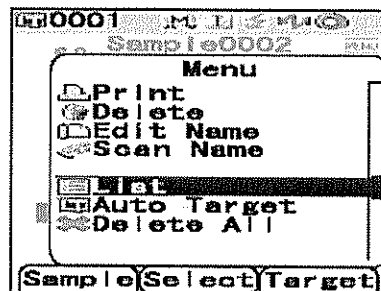 0001
Sample0002
Menu
Print
Delete
Edit Name
Scan Name
List
Auto Target
Delete All
Sample Select Target